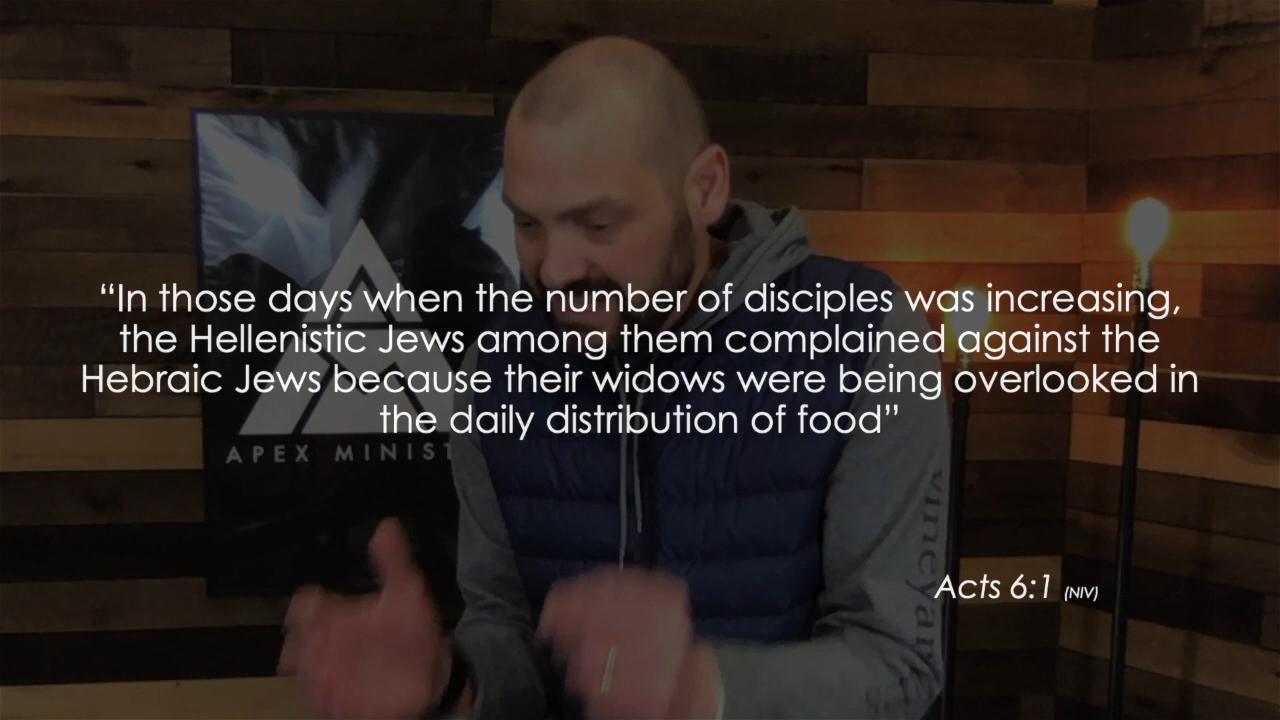 “In those days when the number of disciples was increasing,
the Hellenistic Jews among them complained against the
Hebraic Jews because their widows were being overlooked in
the daily distribution of food”
APEX MINIST
Acts 6:1 (NIV)
vineyard